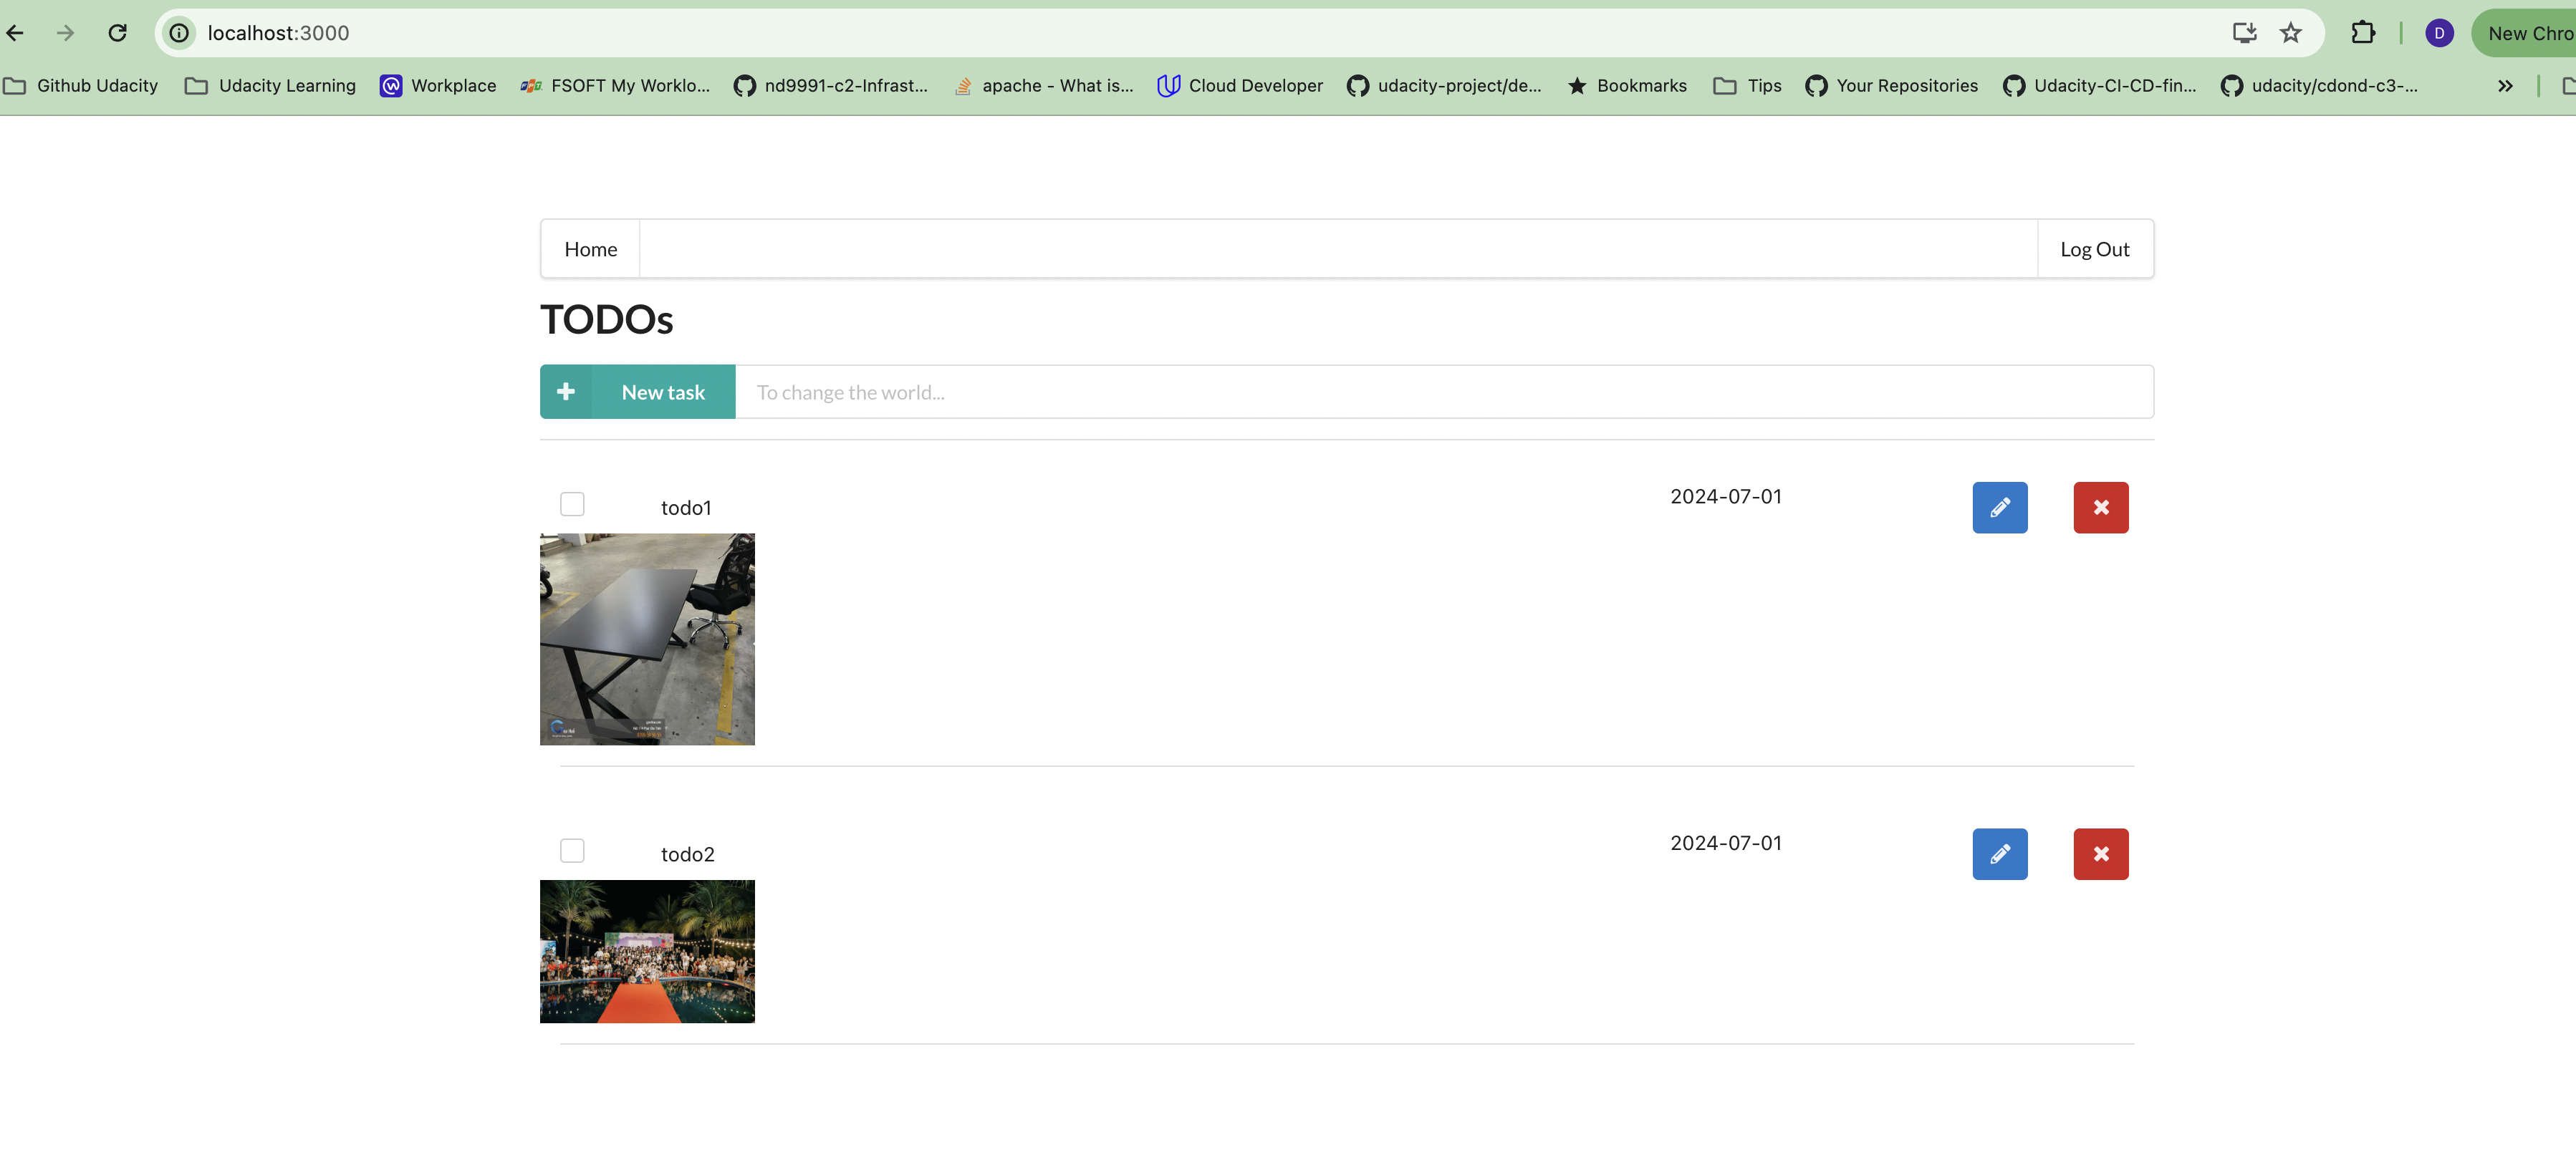 localhost:3000
D
New Chro
Github Udacity
Udacity Learning
Workplace
FSOFT My Worklo...
nd9991-c2-Infrast...
apache - What is...
Cloud Developer
udacity-project/de...
Bookmarks
Tips
Your Repositories
Udacity-CI-CD-fin...
udacity/cdond-c3-...
Home
Log Out
TODOs
New task
To change the world...
todo1
2024-07-01
todo2
2024-07-01